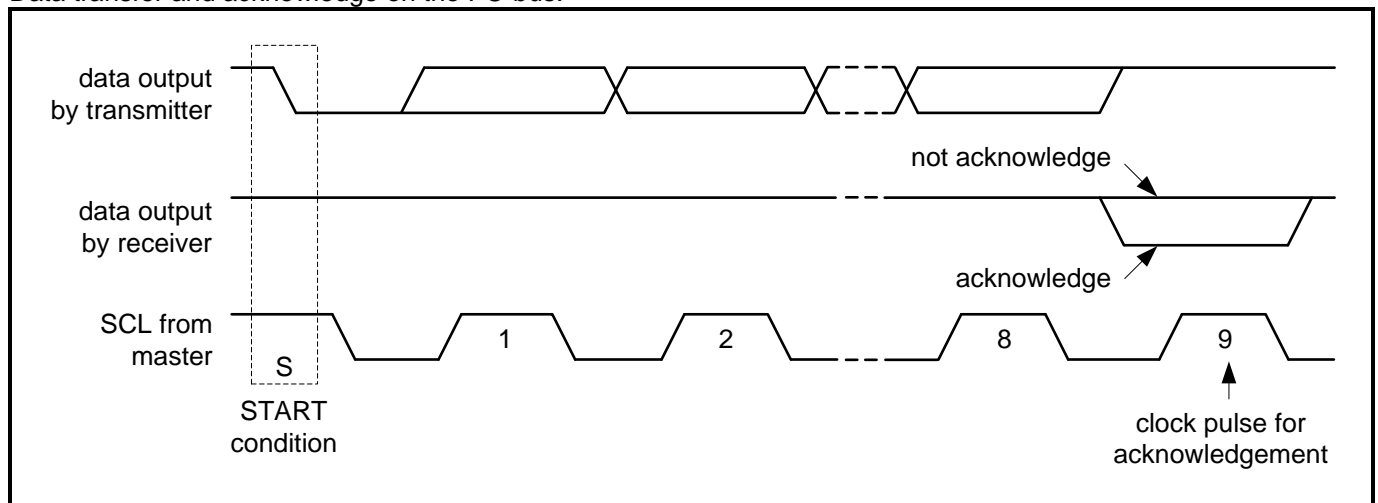 data output
by transmitter
not acknowledge
data output
by receiver
acknowledge
SCL from
master
1
2
8
9
S
START
condition
clock pulse for
acknowledgement